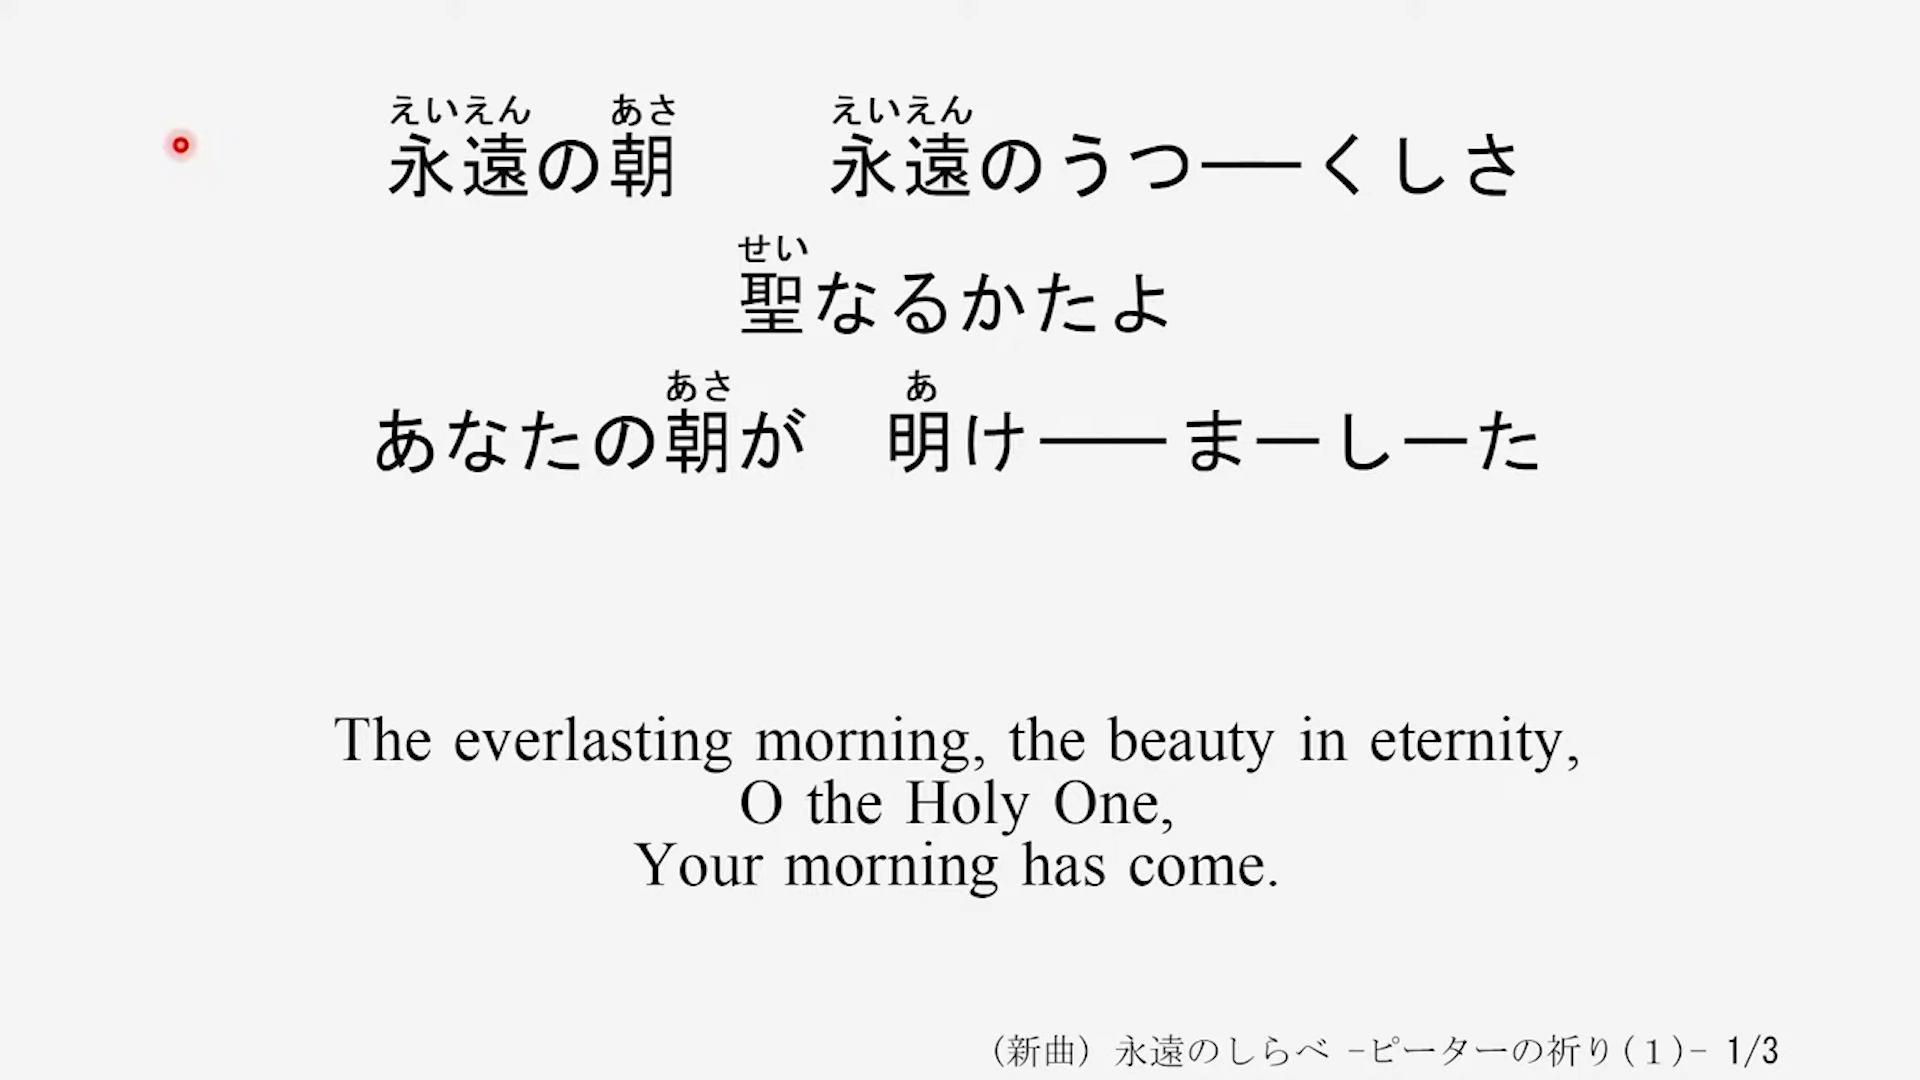 えいえん あさ えいえん
永遠の朝 永遠のうつ──くしさ
せい
聖なるかたよ
あさ あ
あなたの朝が 明け──ま─し─た
The everlasting morning, the beauty in eternity,
O the Holy One,
Your morning has come.
(新曲) 永遠のしらべ -ピーターの祈り(1)- 1/3